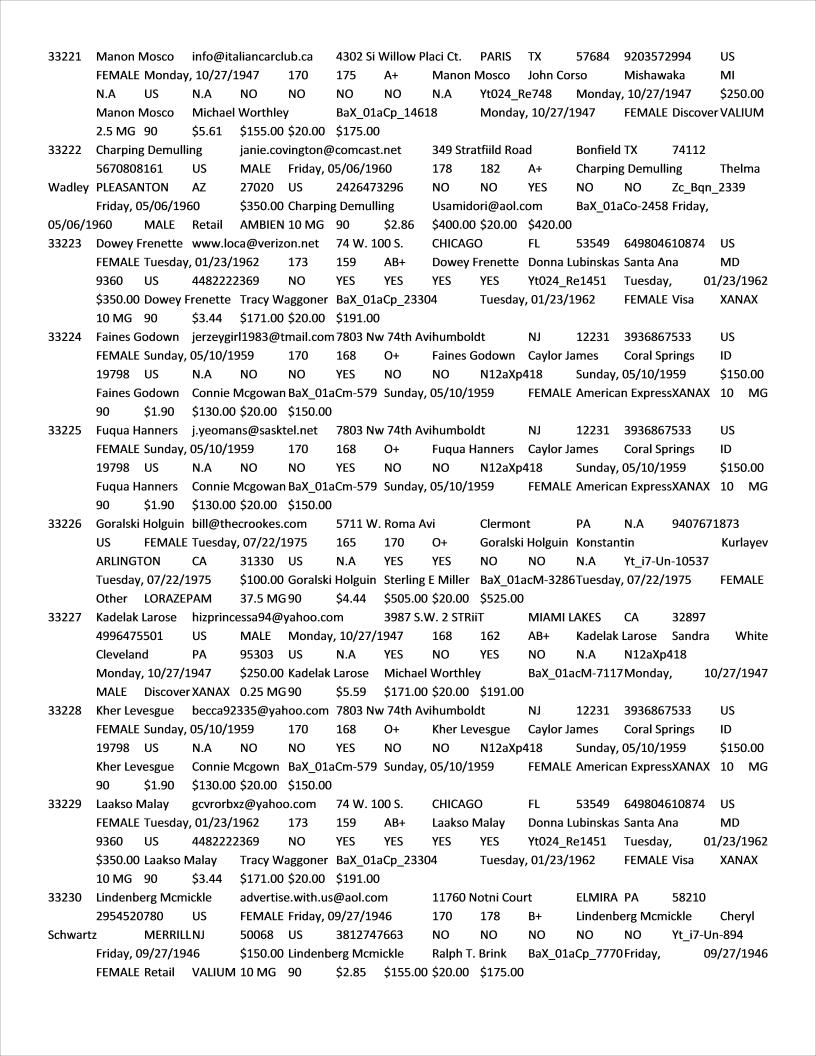 33221 Manon Mosco info@italiancarclub.ca 4302 Si Willow Placi Ct. PARIS TX 57684 9203572994 US
FEMALE Monday, 10/27/1947 170 175 A+ Manon Mosco John Corso Mishawaka MI
N.A US N.A NO NO NO NO N.A Yt024_Re748 Monday, 10/27/1947 $250.00
Manon Mosco Michael Worthley BaX_01aCp_14618 Monday, 10/27/1947 FEMALE Discover VALIUM
2.5 MG 90 $5.61 $155.00 $20.00 $175.00
33222 Charping Demulling janie.covington@comcast.net 349 Stratfiild Road Bonfield TX 74112
5670808161 US MALE Friday, 05/06/1960 178 182 A+ Charping Demulling Thelma
Wadley PLEASANTON AZ 27020 US 2426473296 NO NO YES NO NO Zc_Bqn_2339
Friday, 05/06/1960 $350.00 Charping Demulling Usamidori@aol.com BaX_01aCo-2458 Friday,
05/06/1960 MALE Retail AMBIEN 10 MG 90 $2.86 $400.00 $20.00 $420.00
33223 Dowey Frenette www.loca@verizon.net 74 W. 100 S. CHICAGO FL 53549 649804610874 US
FEMALE Tuesday, 01/23/1962 173 159 AB+ Dowey Frenette Donna Lubinskas Santa Ana MD
9360 US 4482222369 NO YES YES YES YES Yt024_Re1451 Tuesday, 01/23/1962
$350.00 Dowey Frenette Tracy Waggoner BaX_01aCp_23304 Tuesday, 01/23/1962 FEMALE Visa XANAX
10 MG 90 $3.44 $171.00 $20.00 $191.00
33224 Faines Godown jerzeygirl1983@tmail.com 7803 Nw 74th Avihumboldt NJ 12231 3936867533 US
FEMALE Sunday, 05/10/1959 170 168 O+ Faines Godown Caylor James Coral Springs ID
19798 US N.A NO NO YES NO NO N12aXp418 Sunday, 05/10/1959 $150.00
Faines Godown Connie Mcgowan BaX_01aCm-579 Sunday, 05/10/1959 FEMALE American ExpressXANAX 10 MG
90 $1.90 $130.00 $20.00 $150.00
33225 Fuqua Hanners j.yeomans@sasktel.net 7803 Nw 74th Avihumboldt NJ 12231 3936867533 US
FEMALE Sunday, 05/10/1959 170 168 O+ Fuqua Hanners Caylor James Coral Springs ID
19798 US N.A NO NO YES NO NO N12aXp418 Sunday, 05/10/1959 $150.00
Fuqua Hanners Connie Mcgowan BaX_01aCm-579 Sunday, 05/10/1959 FEMALE American ExpressXANAX 10 MG
90 $1.90 $130.00 $20.00 $150.00
33226 Goralski Holguin bill@thecrookes.com 5711 W. Roma Avi Clermont PA N.A 9407671873
US FEMALE Tuesday, 07/22/1975 165 170 O+ Goralski Holguin Konstantin Kurlayev
ARLINGTON CA 31330 US N.A YES YES NO NO N.A Yt_i7-Un-10537
Tuesday, 07/22/1975 $100.00 Goralski Holguin Sterling E Miller BaX_01acM-3286Tuesday, 07/22/1975 FEMALE
Other LORAZEPAM 37.5 MG 90 $4.44 $505.00 $20.00 $525.00
33227 Kadelak Larose hizprincessa94@yahoo.com 3987 S.W. 2 STRiiT MIAMI LAKES CA 32897
4996475501 US MALE Monday, 10/27/1947 168 162 AB+ Kadelak Larose Sandra White
Cleveland PA 95303 US N.A YES NO YES NO N.A N12aXp418
Monday, 10/27/1947 $250.00 Kadelak Larose Michael Worthley BaX_01acM-7117Monday, 10/27/1947
MALE Discover XANAX 0.25 MG 90 $5.59 $171.00 $20.00 $191.00
33228 Kher Levesgue becca92335@yahoo.com 7803 Nw 74th Avihumboldt NJ 12231 3936867533 US
FEMALE Sunday, 05/10/1959 170 168 O+ Kher Levesgue Caylor James Coral Springs ID
19798 US N.A NO NO YES NO NO N12aXp418 Sunday, 05/10/1959 $150.00
Kher Levesgue Connie Mcgown BaX_01aCm-579 Sunday, 05/10/1959 FEMALE American ExpressXANAX 10 MG
90 $1.90 $130.00 $20.00 $150.00
33229 Laakso Malay gcvrorbxz@yahoo.com 74 W. 100 S. CHICAGO FL 53549 649804610874 US
FEMALE Tuesday, 01/23/1962 173 159 AB+ Laakso Malay Donna Lubinskas Santa Ana MD
9360 US 4482222369 NO YES YES YES YES Yt024_Re1451 Tuesday, 01/23/1962
$350.00 Laakso Malay Tracy Waggoner BaX_01aCp_23304 Tuesday, 01/23/1962 FEMALE Visa XANAX
10 MG 90 $3.44 $171.00 $20.00 $191.00
33230 Lindenberg Mcmickle advertise.with.us@aol.com 11760 Notni Court ELMIRA PA 58210
2954520780 US FEMALE Friday, 09/27/1946 170 178 B+ Lindenberg Mcmickle Cheryl
Schwartz MERRILL NJ 50068 US 3812747663 NO NO NO NO NO Yt_i7-Un-894
Friday, 09/27/1946 $150.00 Lindenberg Mcmickle Ralph T. Brink BaX_01aCp_7770Friday, 09/27/1946
FEMALE Retail VALIUM 10 MG 90 $2.85 $155.00 $20.00 $175.00